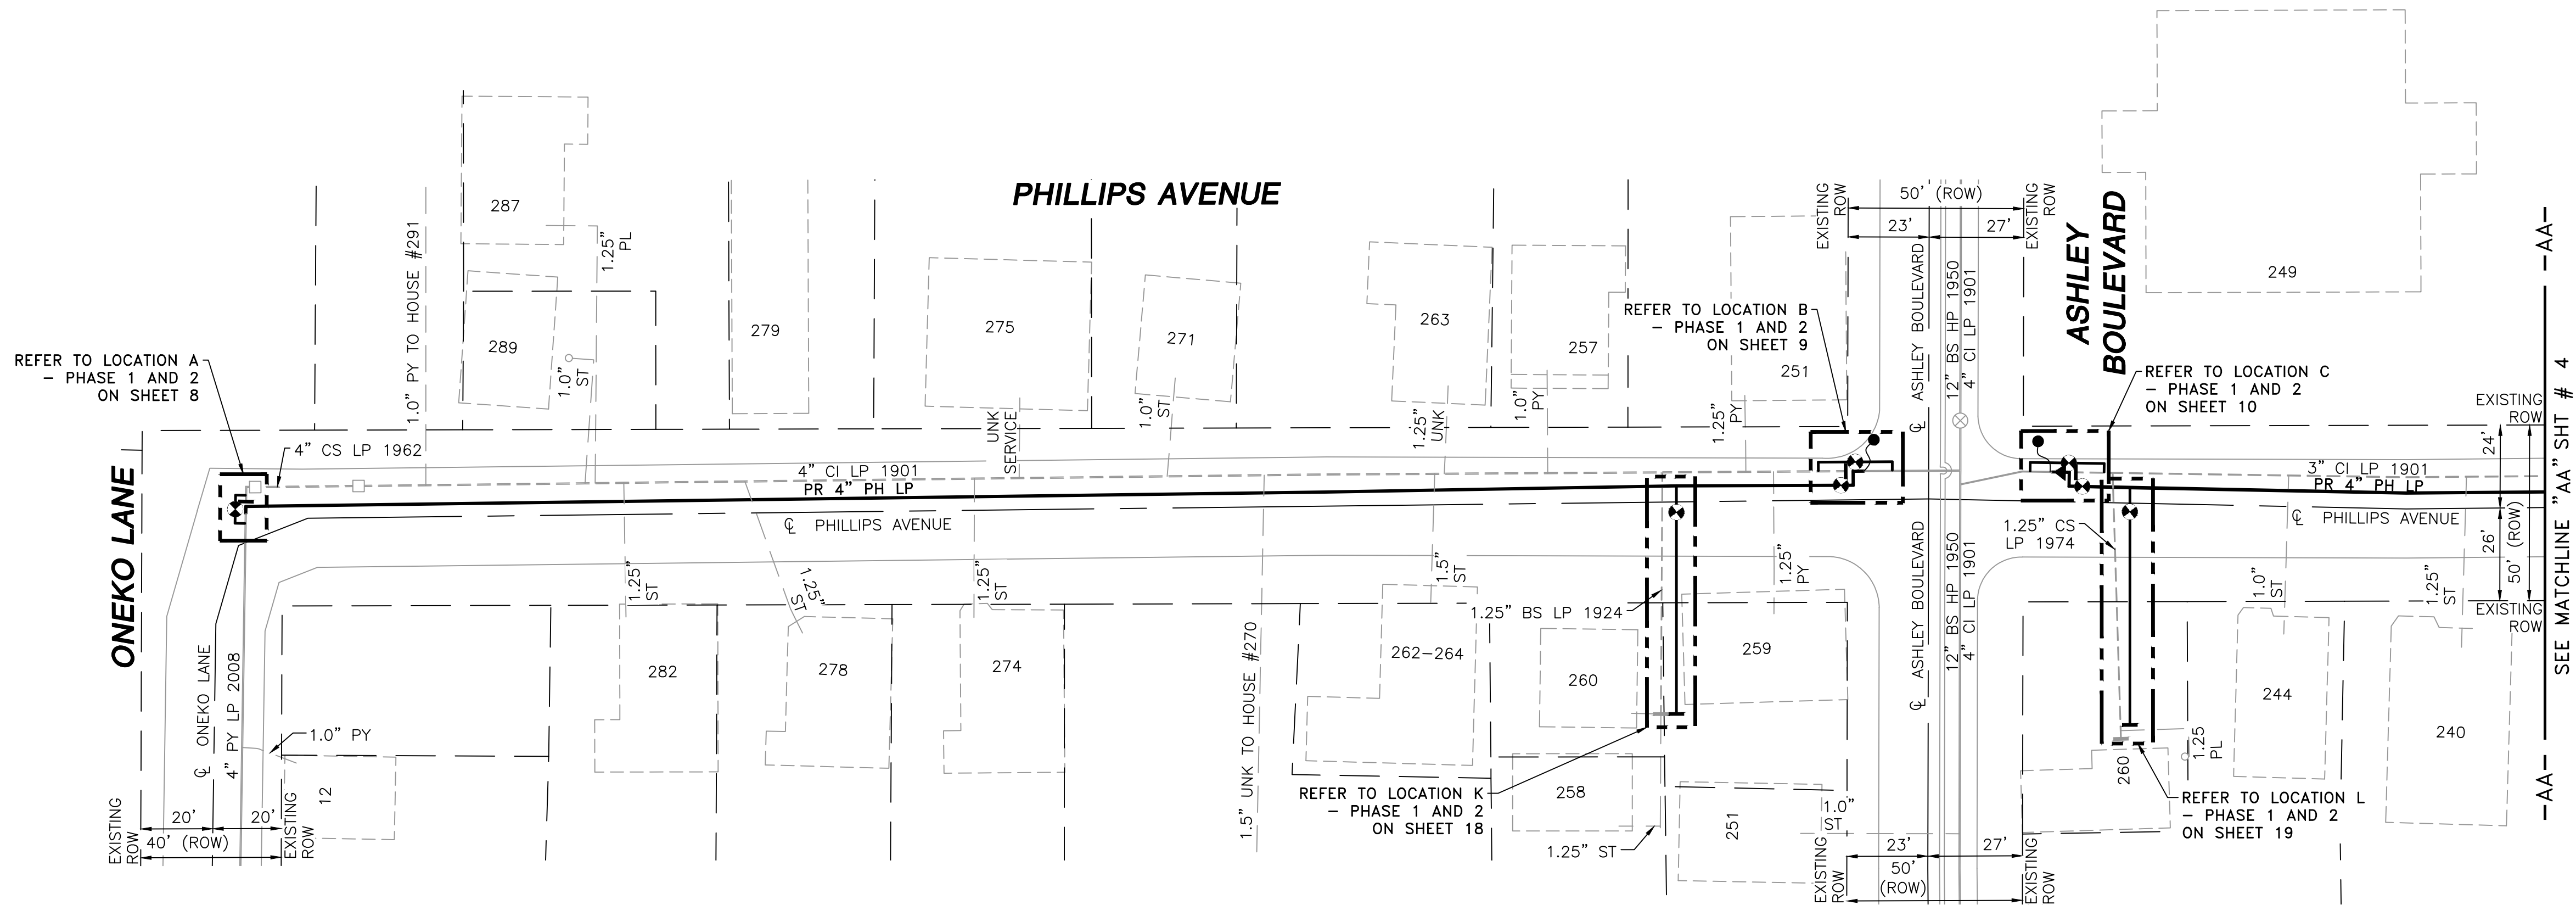 PHILLIPS AVENUE
ASHLEY
BOULEVARD
ONEKO LANE
REFER TO LOCATION A
– PHASE 1 AND 2
ON SHEET 8
4" CS LP 1962
1.0" PY TO HOUSE #291
287
289
1.25"
PL
1.0"
ST
279
275
271
263
257
251
UNK
SERVICE
1.0"
ST
1.25"
UNK
1.0"
PY
1.25"
PY
4" CI LP 1901
PR 4" PH LP
℄ PHILLIPS AVENUE
REFER TO LOCATION B
– PHASE 1 AND 2
ON SHEET 9
EXISTING
ROW
50' (ROW)
23'
27'
EXISTING
ROW
℄ ASHLEY BOULEVARD
12" BS HP 1950
4" CI LP 1901
249
REFER TO LOCATION C
– PHASE 1 AND 2
ON SHEET 10
EXISTING
ROW
24'
3" CI LP 1901
PR 4" PH LP
℄ PHILLIPS AVENUE
26'
50' (ROW)
EXISTING
ROW
–AA–
SEE MATCHLINE "AA" SHT # 4
–AA–
℄ ONEKO LANE
4" PY LP 2008
1.0" PY
12
EXISTING
ROW
20'
20'
40' (ROW)
EXISTING
ROW
1.25"
ST
282
1.25"
ST
278
1.25"
ST
274
1.5" UNK TO HOUSE #270
1.5"
ST
262–264
1.25" BS LP 1924
260
258
1.25" ST
REFER TO LOCATION K
– PHASE 1 AND 2
ON SHEET 18
1.25"
PY
259
251
1.0"
ST
℄ ASHLEY BOULEVARD
12" BS HP 1950
4" CI LP 1901
EXISTING
ROW
23'
27'
50'
(ROW)
EXISTING
ROW
1.25" CS
LP 1974
260
1.25
PL
REFER TO LOCATION L
– PHASE 1 AND 2
ON SHEET 19
1.0"
ST
244
1.25"
ST
240